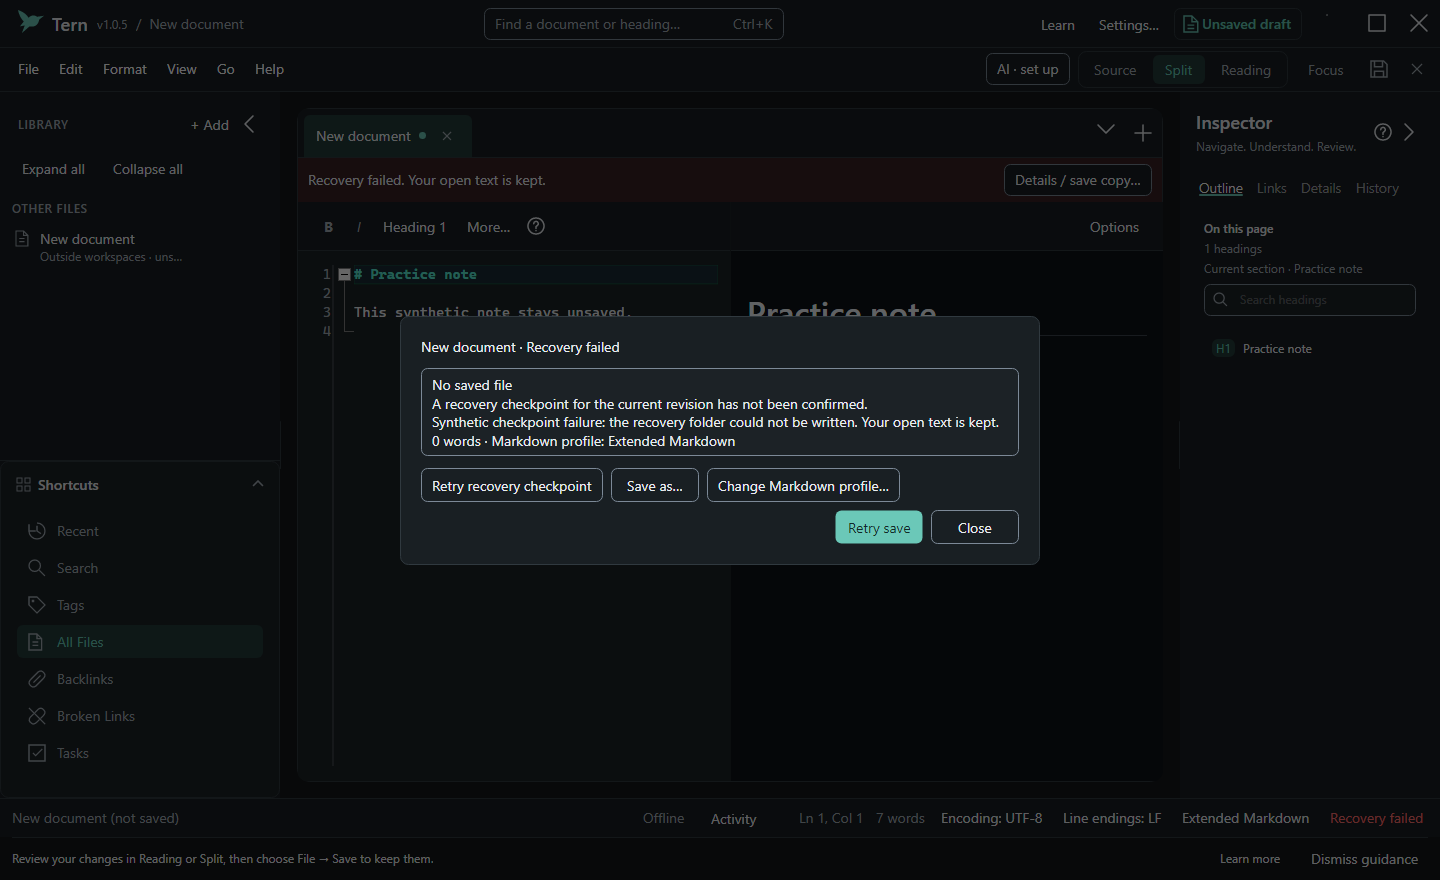 Tern v1.0.5 / New document
Find a document or heading... Ctrl+K
Learn Settings... Unsaved draft
File Edit Format View Go Help
AI · set up Source Split Reading Focus
LIBRARY + Add
Expand all Collapse all
OTHER FILES
New document
Outside workspaces · uns...
Shortcuts
Recent
Search
Tags
All Files
Backlinks
Broken Links
Tasks
New document
Recovery failed. Your open text is kept. Details / save copy...
B I Heading 1 More... Options
1 # Practice note
2
3 This synthetic note stays unsaved.
4
Practice note
New document · Recovery failed
No saved file
A recovery checkpoint for the current revision has not been confirmed.
Synthetic checkpoint failure: the recovery folder could not be written. Your open text is kept.
0 words · Markdown profile: Extended Markdown
Retry recovery checkpoint Save as... Change Markdown profile...
Retry save Close
Inspector
Navigate. Understand. Review.
Outline Links Details History
On this page
1 headings
Current section · Practice note
Search headings
H1 Practice note
New document (not saved) Offline Activity Ln 1, Col 1 7 words Encoding: UTF-8 Line endings: LF Extended Markdown Recovery failed
Review your changes in Reading or Split, then choose File → Save to keep them. Learn more Dismiss guidance